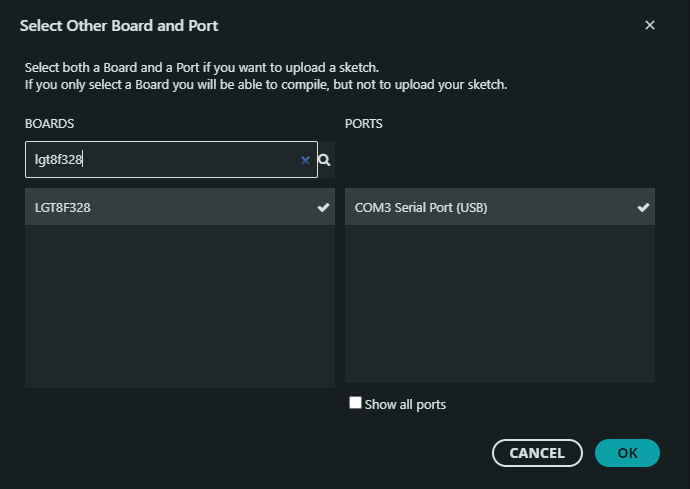 Select Other Board and Port
Select both a Board and a Port if you want to upload a sketch.
If you only select a Board you will be able to compile, but not to upload your sketch.
BOARDS
lgt8f328
LGT8F328
PORTS
COM3 Serial Port (USB)
Show all ports
CANCEL
OK